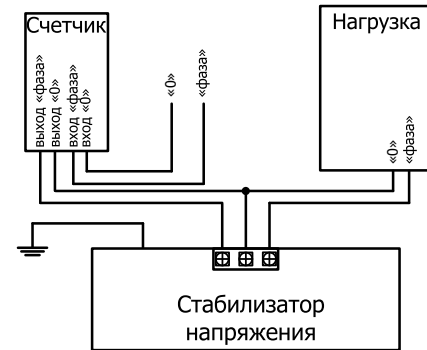 Счетчик
выход «фаза»
выход «0»
вход «фаза»
вход «0»
«0»
«фаза»
Нагрузка
«0»
«фаза»
Стабилизатор
напряжения